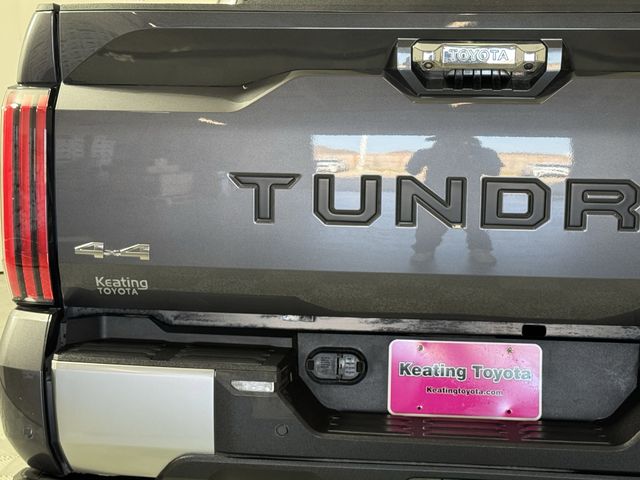 TOYOTA
TUNDR
4x4
Keating
TOYOTA
Keating Toyota
Keatingtoyota.com